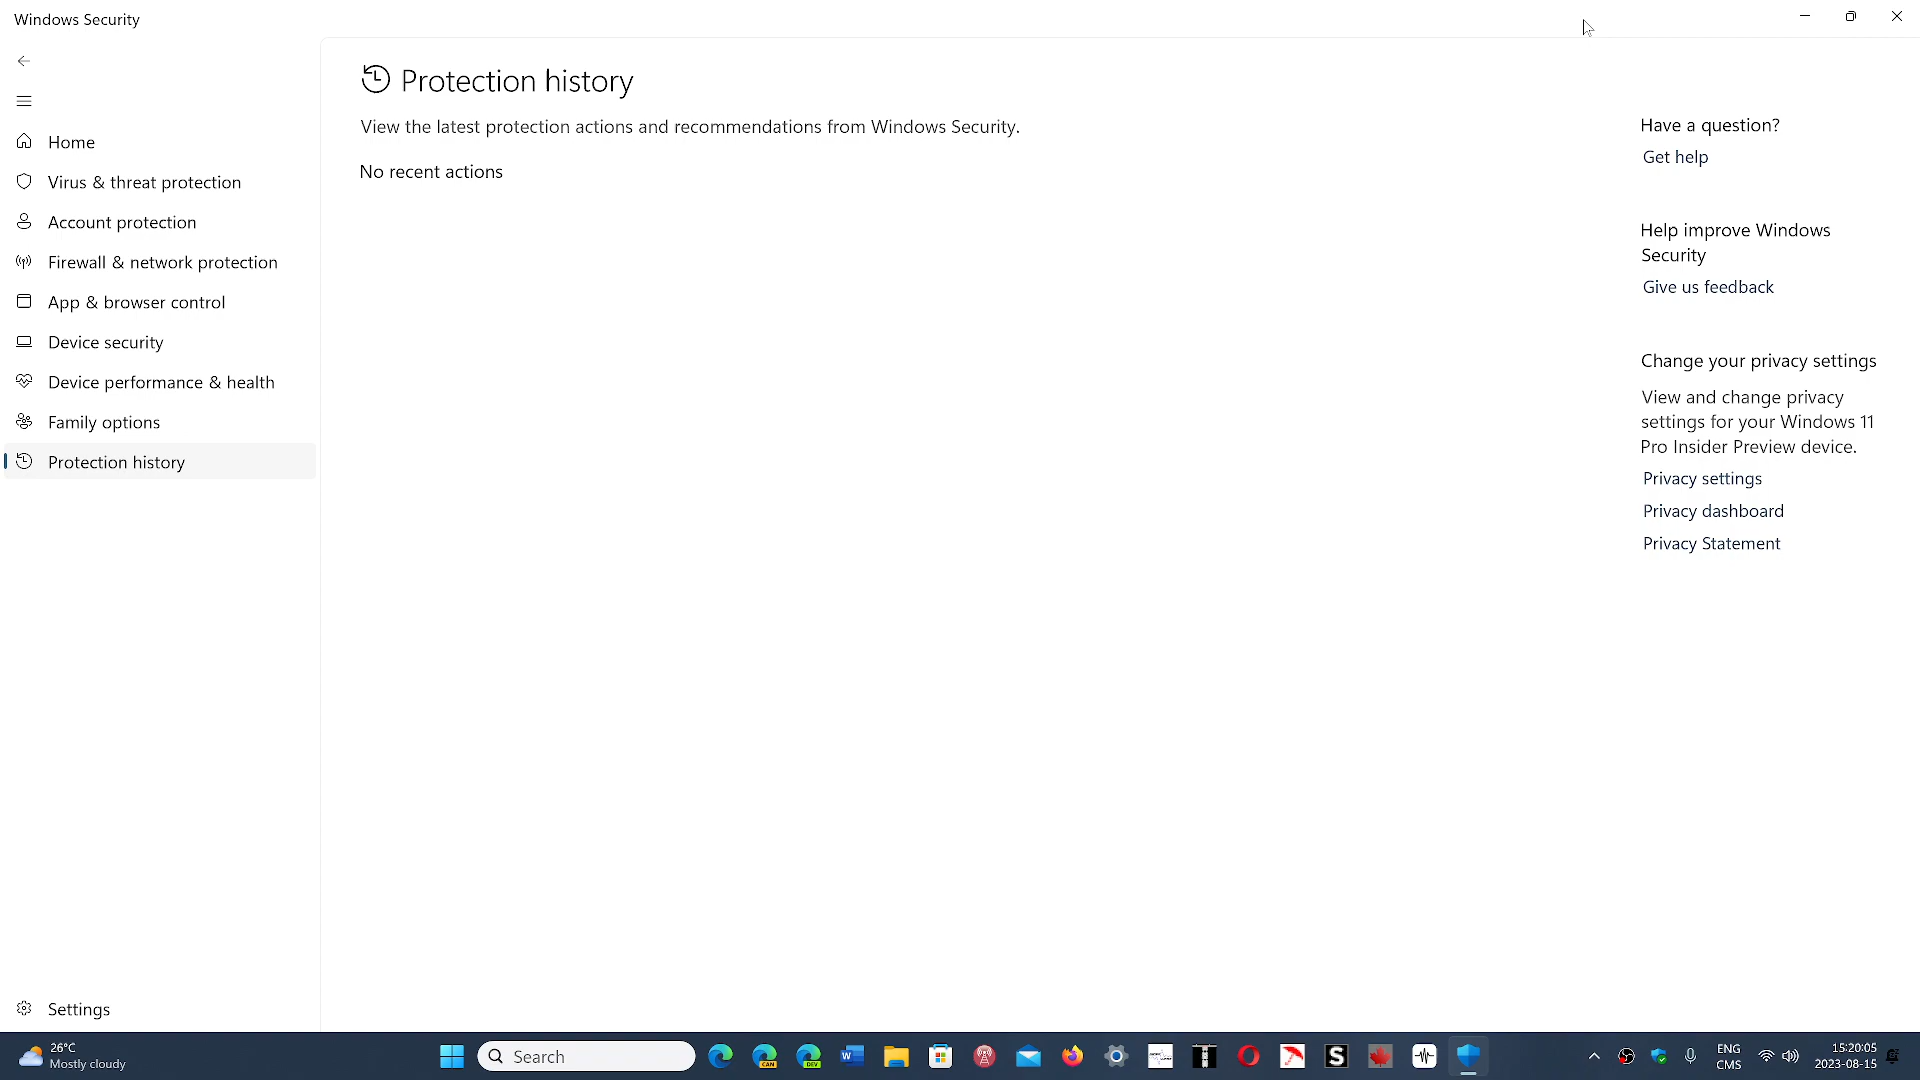 Windows Security
Home
Virus & threat protection
Account protection
Firewall & network protection
App & browser control
Device security
Device performance & health
Family options
Protection history
Settings
Protection history
View the latest protection actions and recommendations from Windows Security.
No recent actions
Have a question?
Get help
Help improve Windows
Security
Give us feedback
Change your privacy settings
View and change privacy
settings for your Windows 11
Pro Insider Preview device.
Privacy settings
Privacy dashboard
Privacy Statement
26°C
Mostly cloudy
Search
CAN
DEV
W
S
ENG
CMS
15:20:05
2023-08-15